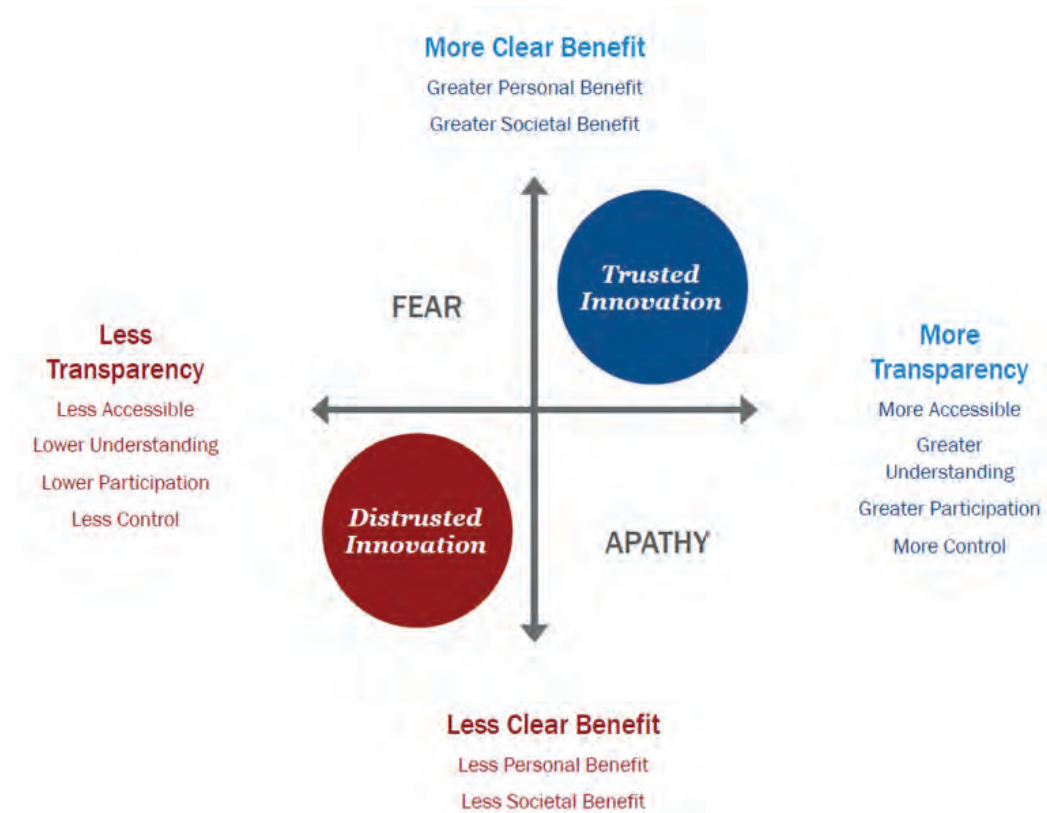 More Clear Benefit
Greater Personal Benefit
Greater Societal Benefit
Trusted
Innovation
FEAR
Less
Transparency
Less Accessible
Lower Understanding
Lower Participation
Less Control
More
Transparency
More Accessible
Greater
Understanding
Greater Participation
More Control
Distrusted
Innovation
APATHY
Less Clear Benefit
Less Personal Benefit
Less Societal Benefit